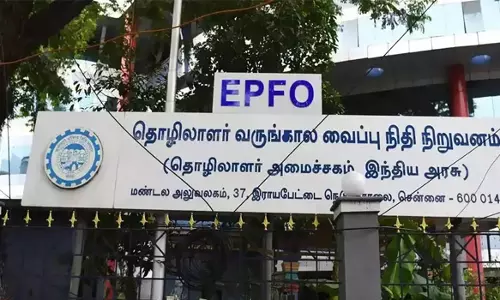 EPFO
தொழிலாளர் வருங்கால வைப்பு நிதி நிறுவனம்
(தொழிலாளர் அமைச்சகம் இந்திய அரசு)
மண்டல அலுவலகம், 37, இராயபேட்டை சென்னை - 600 014